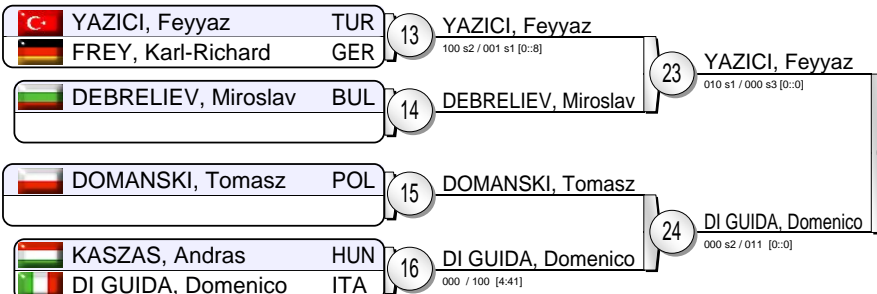 YAZICI, Feyyaz TUR
FREY, Karl-Richard GER
13
YAZICI, Feyyaz
100 s2 / 001 s1 [0::8]
DEBRELIEV, Miroslav BUL
14
DEBRELIEV, Miroslav
23
YAZICI, Feyyaz
010 s1 / 000 s3 [0::0]
DOMANSKI, Tomasz POL
15
DOMANSKI, Tomasz
KASZAS, Andras HUN
DI GUIDA, Domenico ITA
16
DI GUIDA, Domenico
000 / 100 [4:41]
24
DI GUIDA, Domenico
000 s2 / 011 [0::0]